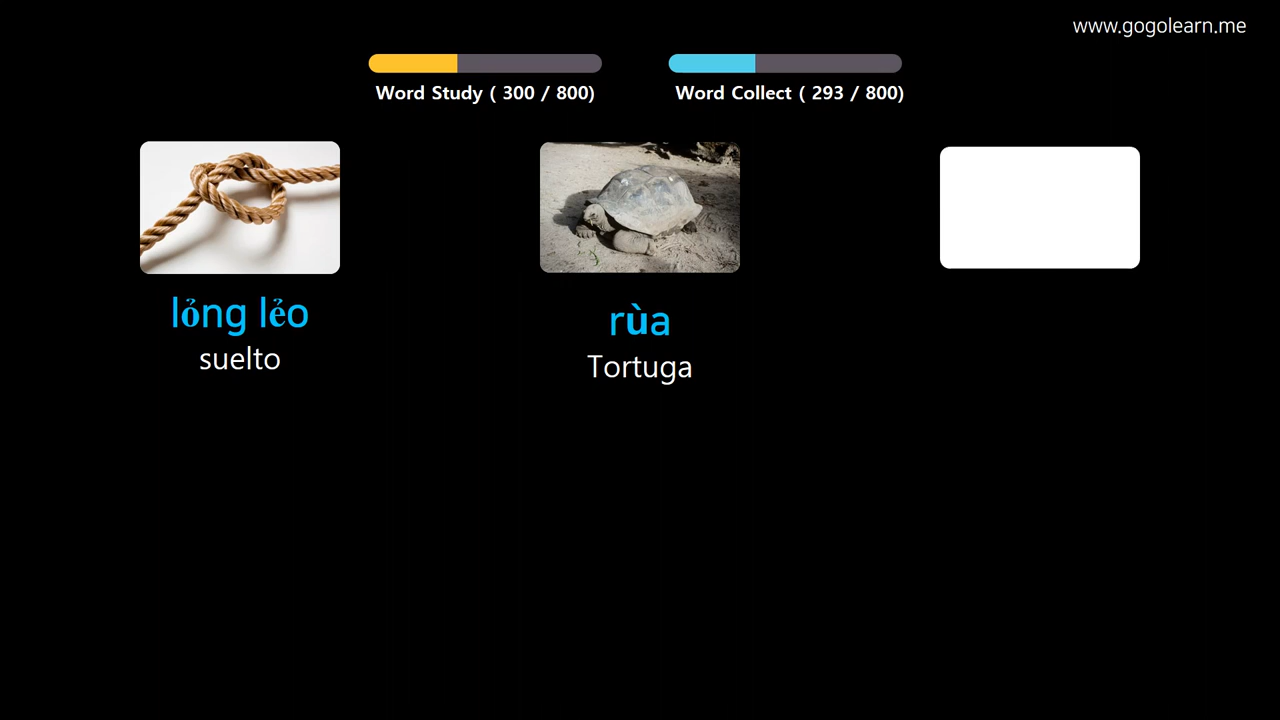 www.gogolearn.me
Word Study ( 300 / 800)
Word Collect ( 293 / 800)
lỏng lẻo
suelto
rùa
Tortuga